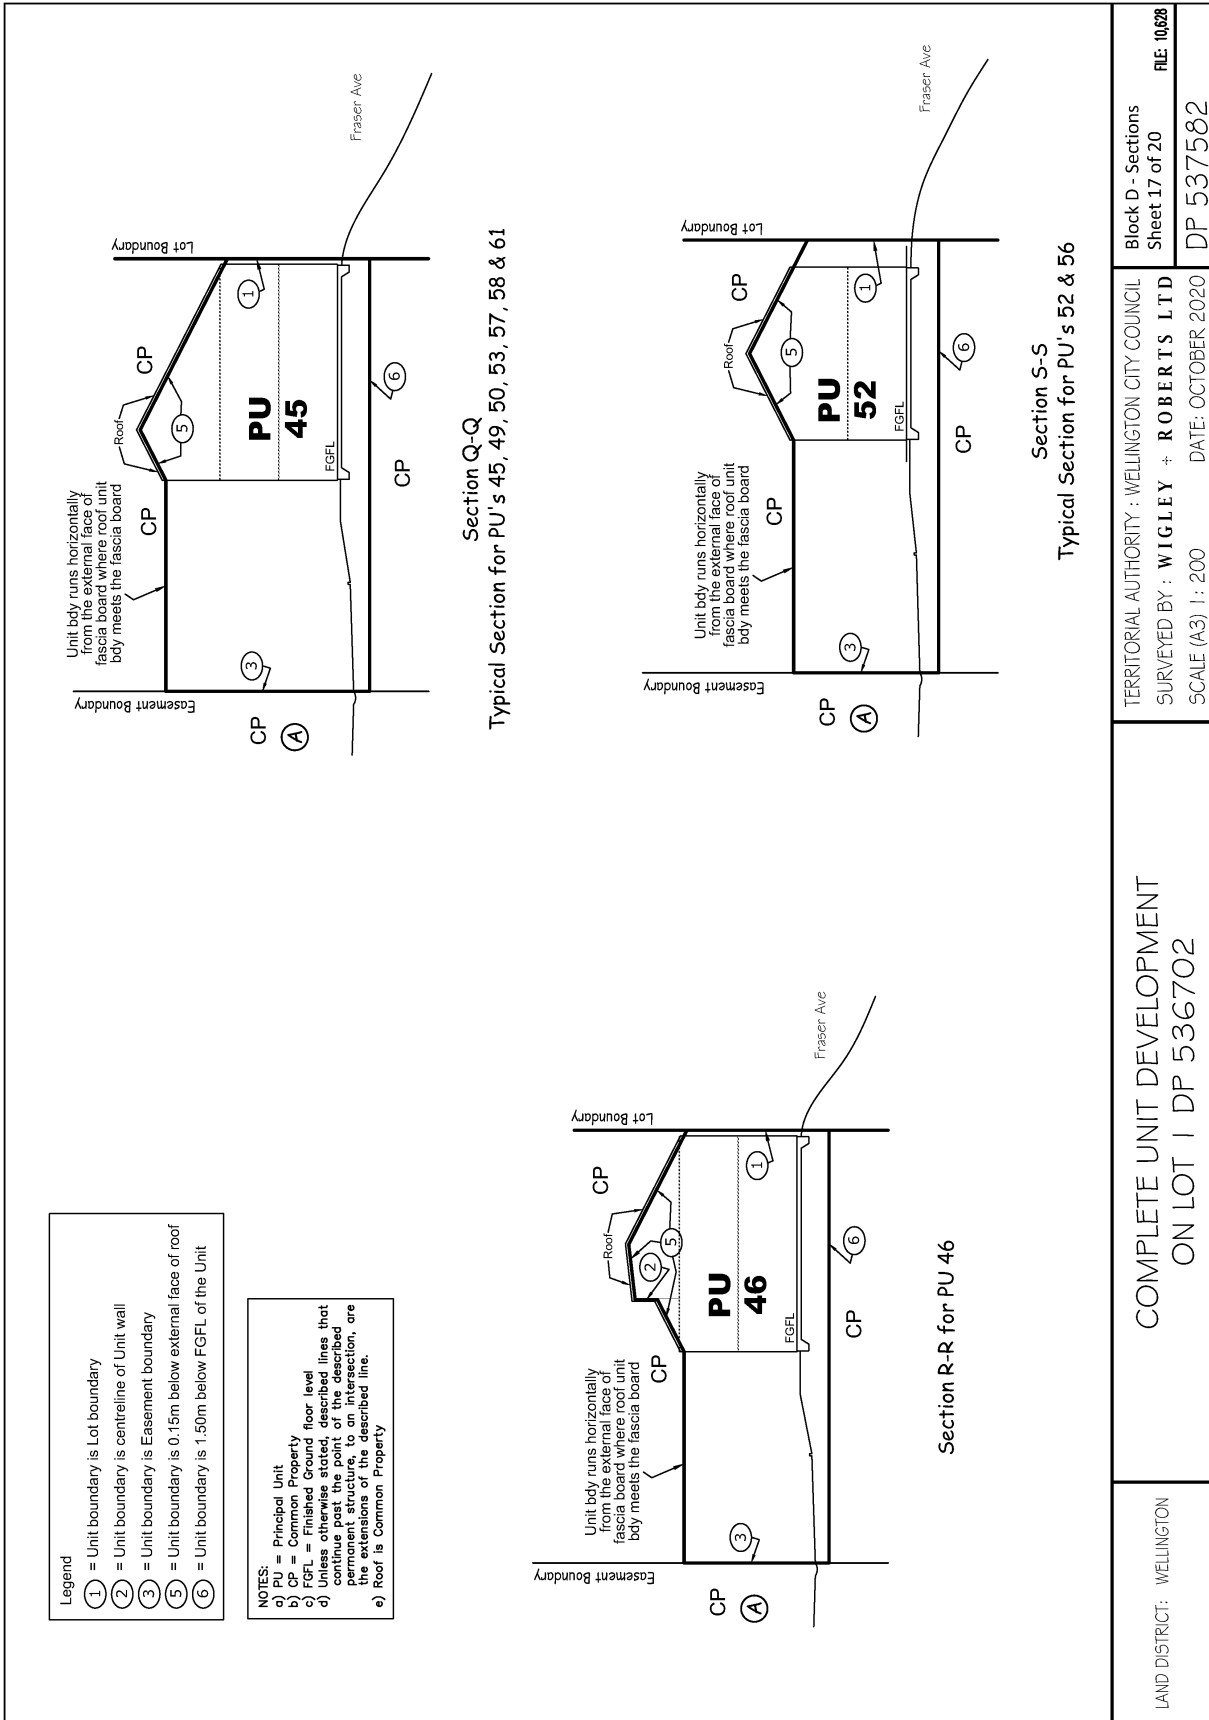 Legend
1 = Unit boundary is Lot boundary
2 = Unit boundary is centreline of Unit wall
3 = Unit boundary is Easement boundary
5 = Unit boundary is 0.15m below external face of roof
6 = Unit boundary is 1.50m below FGFL of the Unit
NOTES:
a) PU = Principal Unit
b) CP = Common Property
c) FGFL = Finished Ground floor level
d) Unless otherwise stated, described lines that
continue past the point of the described
permanent structure, to an intersection, are
the extensions of the described line.
e) Roof is Common Property
Unit bdy runs horizontally
from the external face of
fascia board where roof unit
bdy meets the fascia board
Easement Boundary
Lot Boundary
Roof
CP
CP
5
1
3
PU
45
FGFL
CP
A
CP
6
Fraser Ave
Section Q-Q
Typical Section for PU's 45, 49, 50, 53, 57, 58 & 61
Unit bdy runs horizontally
from the external face of
fascia board where roof unit
bdy meets the fascia board
Easement Boundary
Lot Boundary
Roof
CP
CP
2
5
1
3
PU
46
FGFL
CP
A
CP
6
Fraser Ave
Section R-R for PU 46
Unit bdy runs horizontally
from the external face of
fascia board where roof unit
bdy meets the fascia board
Easement Boundary
Lot Boundary
Roof
CP
CP
5
1
3
PU
52
FGFL
CP
A
CP
6
Fraser Ave
Section S-S
Typical Section for PU's 52 & 56
LAND DISTRICT: WELLINGTON
COMPLETE UNIT DEVELOPMENT
ON LOT 1 DP 536702
TERRITORIAL AUTHORITY : WELLINGTON CITY COUNCIL
SURVEYED BY : WIGLEY + ROBERTS LTD
SCALE (A3) 1: 200 DATE: OCTOBER 2020
Block D - Sections
Sheet 17 of 20
FILE: 10,628
DP 537582